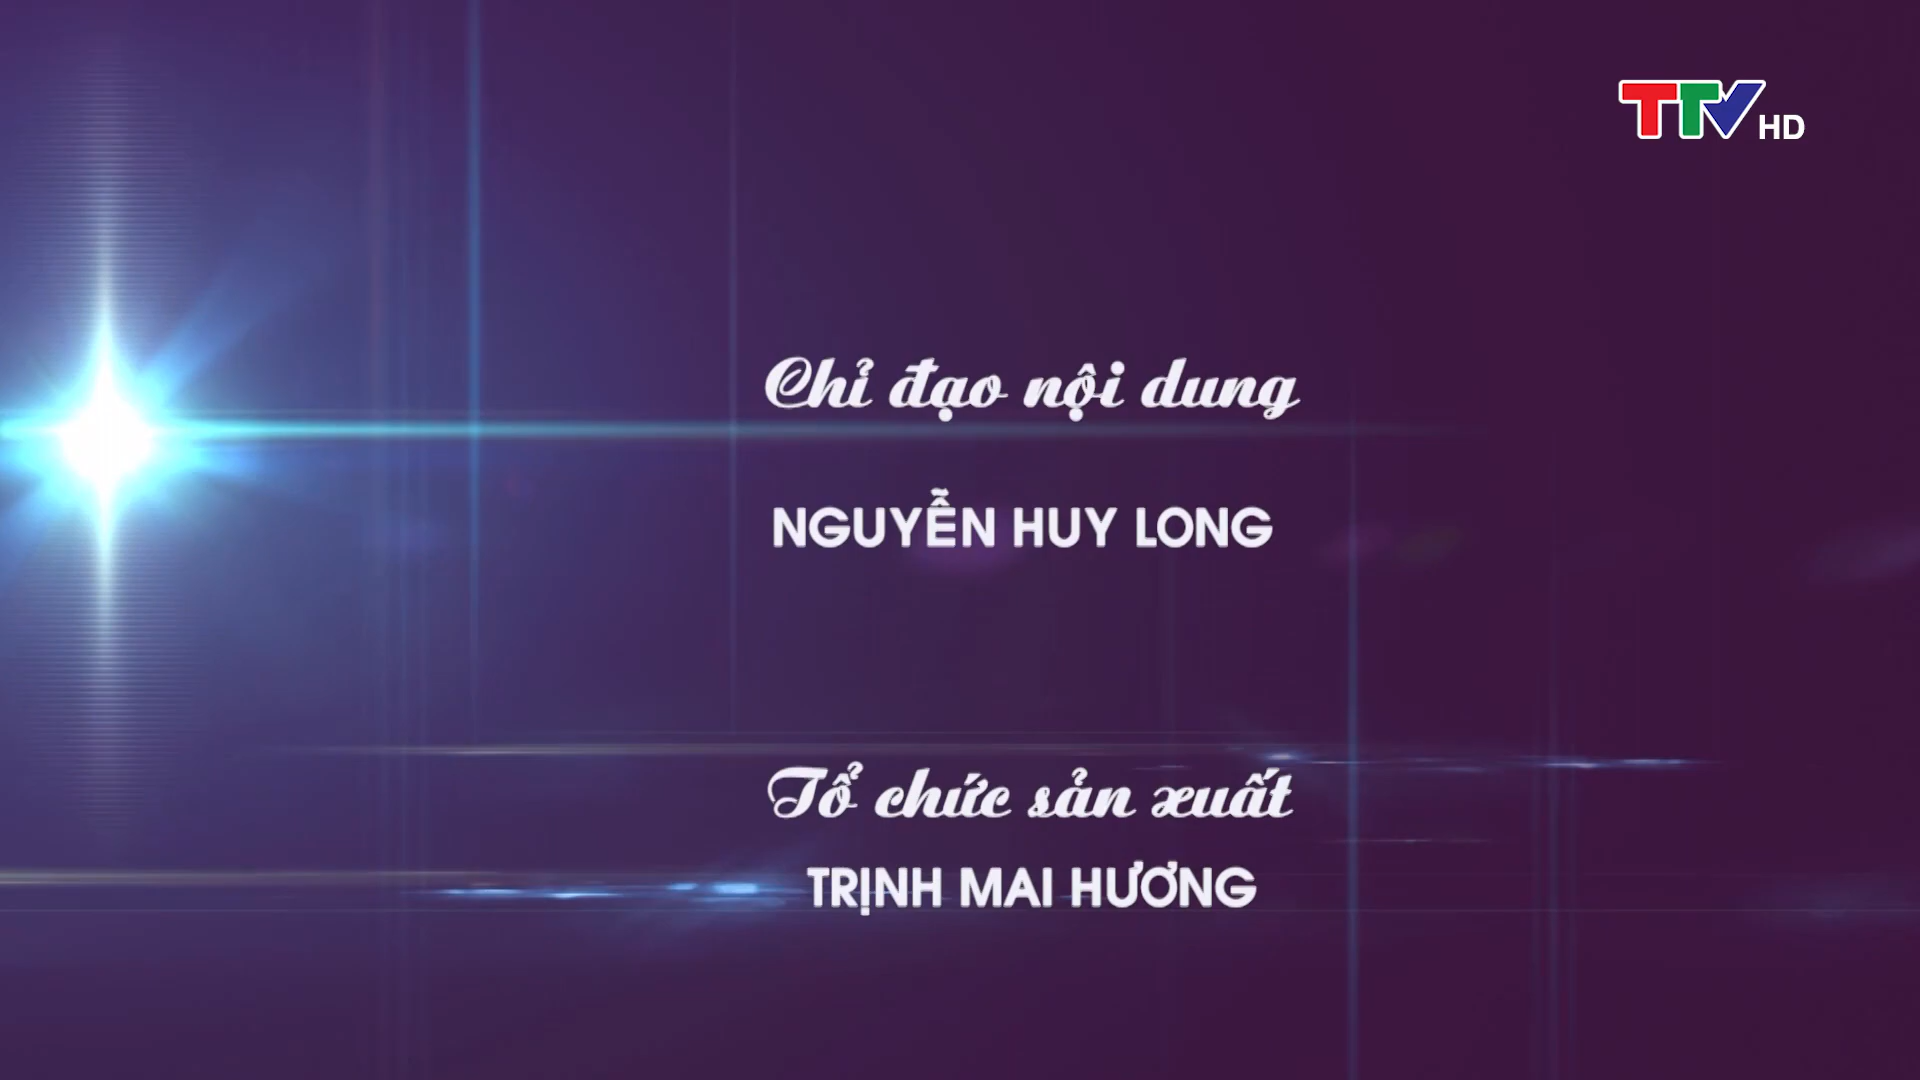 TTV HD
Chỉ đạo nội dung
NGUYỄN HUY LONG
Tổ chức sản xuất
TRỊNH MAI HƯƠNG